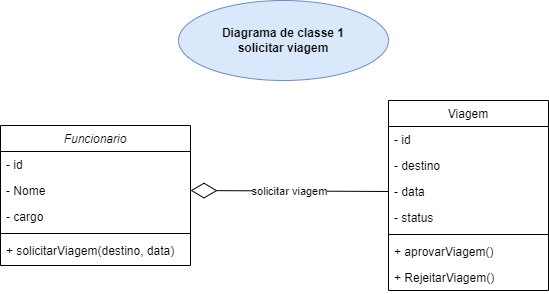 Diagrama de classe 1
solicitar viagem
Funcionario
- id
- Nome
- cargo
+ solicitarViagem(destino, data)
solicitar viagem
Viagem
- id
- destino
- data
- status
+ aprovarViagem()
+ RejeitarViagem()